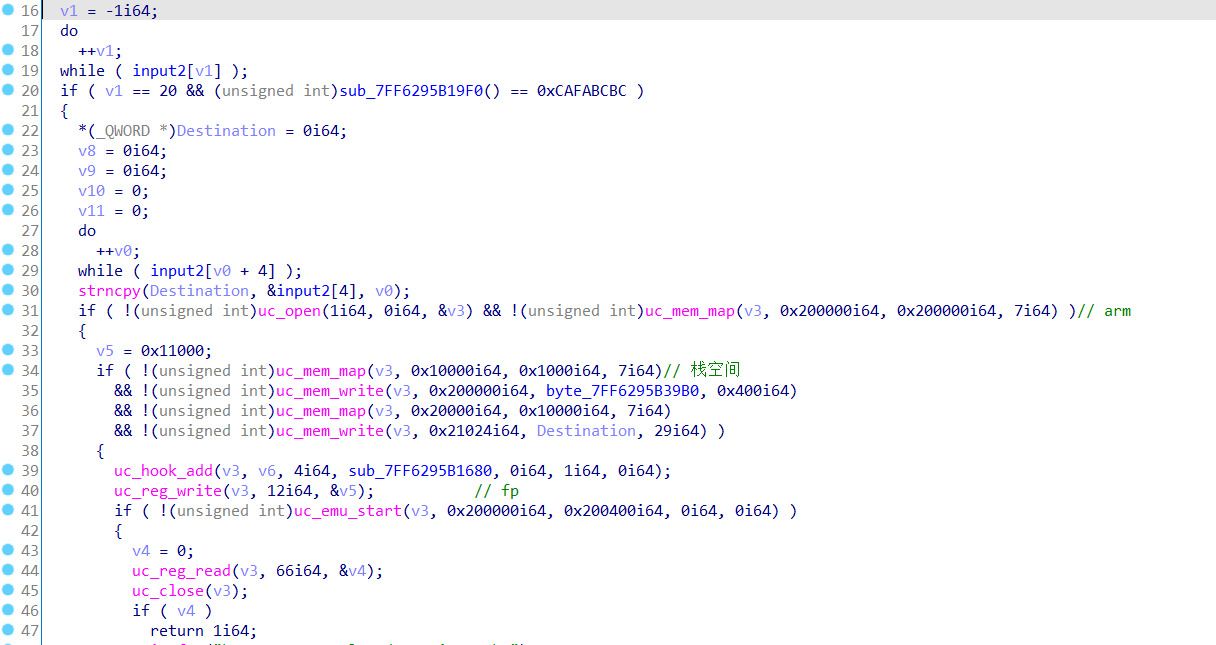 16 v1 = -1i64;
17 do
18 ++v1;
19 while ( input2[v1] );
20 if ( v1 == 20 && (unsigned int)sub_7FF6295B19F0() == 0xCAFABCBC )
21 {
22 *(_QWORD *)Destination = 0i64;
23 v8 = 0i64;
24 v9 = 0i64;
25 v10 = 0;
26 v11 = 0;
27 do
28 ++v0;
29 while ( input2[v0 + 4] );
30 strncpy(Destination, &input2[4], v0);
31 if ( !(unsigned int)uc_open(1i64, 0i64, &v3) && !(unsigned int)uc_mem_map(v3, 0x200000i64, 0x200000i64, 7i64) )// arm
32 {
33 v5 = 0x11000;
34 if ( !(unsigned int)uc_mem_map(v3, 0x10000i64, 0x1000i64, 7i64)// 栈空间
35 && !(unsigned int)uc_mem_write(v3, 0x200000i64, byte_7FF6295B39B0, 0x400i64)
36 && !(unsigned int)uc_mem_map(v3, 0x20000i64, 0x10000i64, 7i64)
37 && !(unsigned int)uc_mem_write(v3, 0x21024i64, Destination, 29i64) )
38 {
39 uc_hook_add(v3, v6, 4i64, sub_7FF6295B1680, 0i64, 1i64, 0i64);
40 uc_reg_write(v3, 12i64, &v5); // fp
41 if ( !(unsigned int)uc_emu_start(v3, 0x200000i64, 0x200400i64, 0i64, 0i64) )
42 {
43 v4 = 0;
44 uc_reg_read(v3, 66i64, &v4);
45 uc_close(v3);
46 if ( v4 )
47 return 1i64;